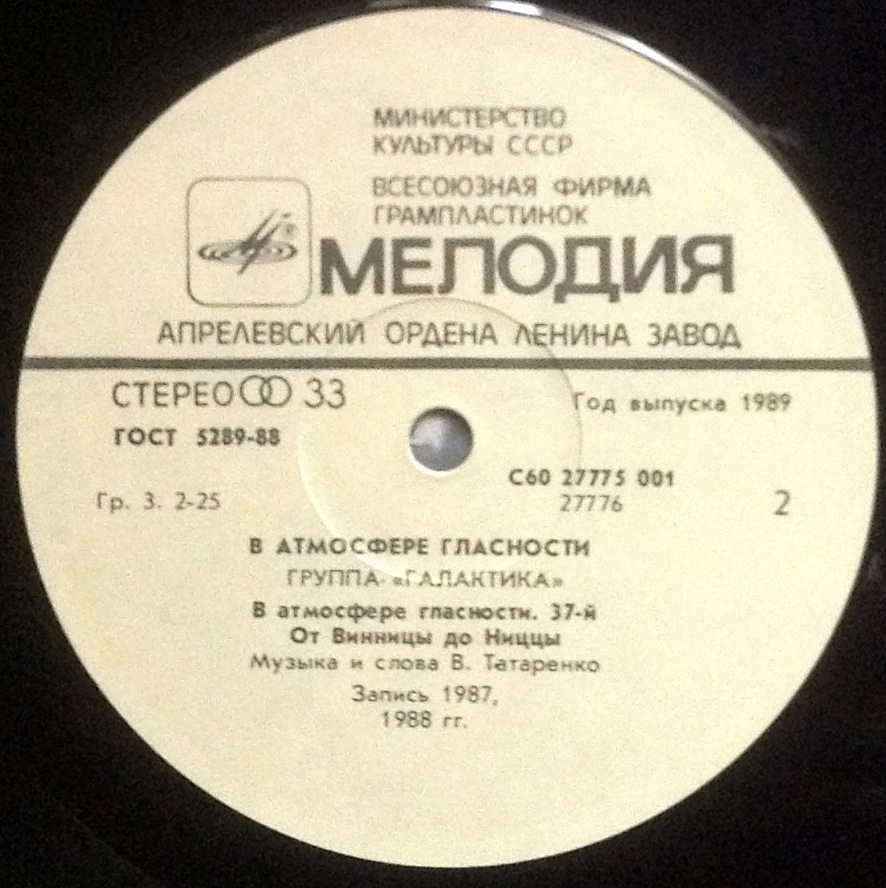 МИНИСТЕРСТВО
КУЛЬТУРЫ СССР
ВСЕСОЮЗНАЯ ФИРМА
ГРАМПЛАСТИНОК
МЕЛОДИЯ
АПРЕЛЕВСКИЙ ОРДЕНА ЛЕНИНА ЗАВОД
СТЕРЕО 33
Год выпуска 1989
ГОСТ 5289-88
С60 27775 001
Гр. 3. 2-25
27776
2
В АТМОСФЕРЕ ГЛАСНОСТИ
ГРУППА «ГАЛАКТИКА»
В атмосфере гласности. 37-й
От Винницы до Ниццы
Музыка и слова В. Татаренко
Запись 1987,
1988 гг.